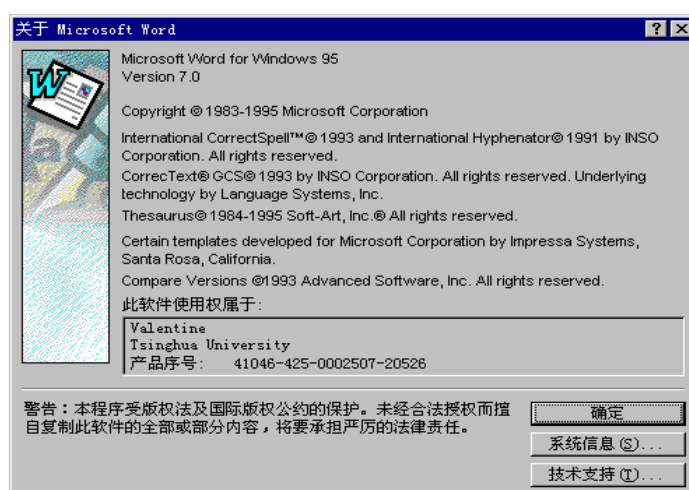 关于 Microsoft Word
Microsoft Word for Windows 95
Version 7.0
Copyright © 1983-1995 Microsoft Corporation
International CorrectSpell™© 1993 and International Hyphenator© 1991 by INSO
Corporation. All rights reserved.
CorrecText® GCS© 1993 by INSO Corporation. All rights reserved. Underlying
technology by Language Systems, Inc.
Thesaurus© 1984-1995 Soft-Art, Inc.® All rights reserved.
Certain templates developed for Microsoft Corporation by Impressa Systems,
Santa Rosa, California.
Compare Versions ©1993 Advanced Software, Inc. All rights reserved.
此软件使用权属于:
Valentine
Tsinghua University
产品序号: 41046-425-0002507-20526
警告：本程序受版权法及国际版权公约的保护。未经合法授权而擅
自复制此软件的全部或部分内容，将要承担严厉的法律责任。
确定
系统信息(S)...
技术支持(T)...